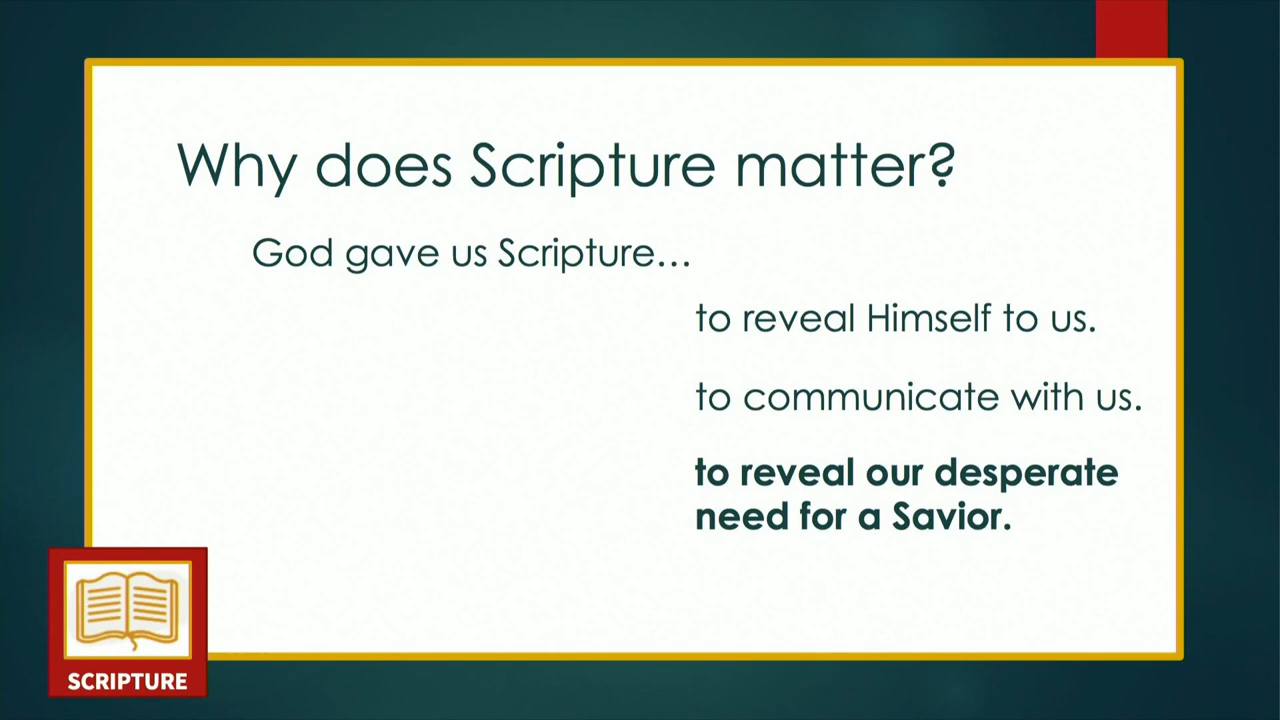 Why does Scripture matter?
God gave us Scripture...
to reveal Himself to us.
to communicate with us.
to reveal our desperate
need for a Savior.
SCRIPTURE